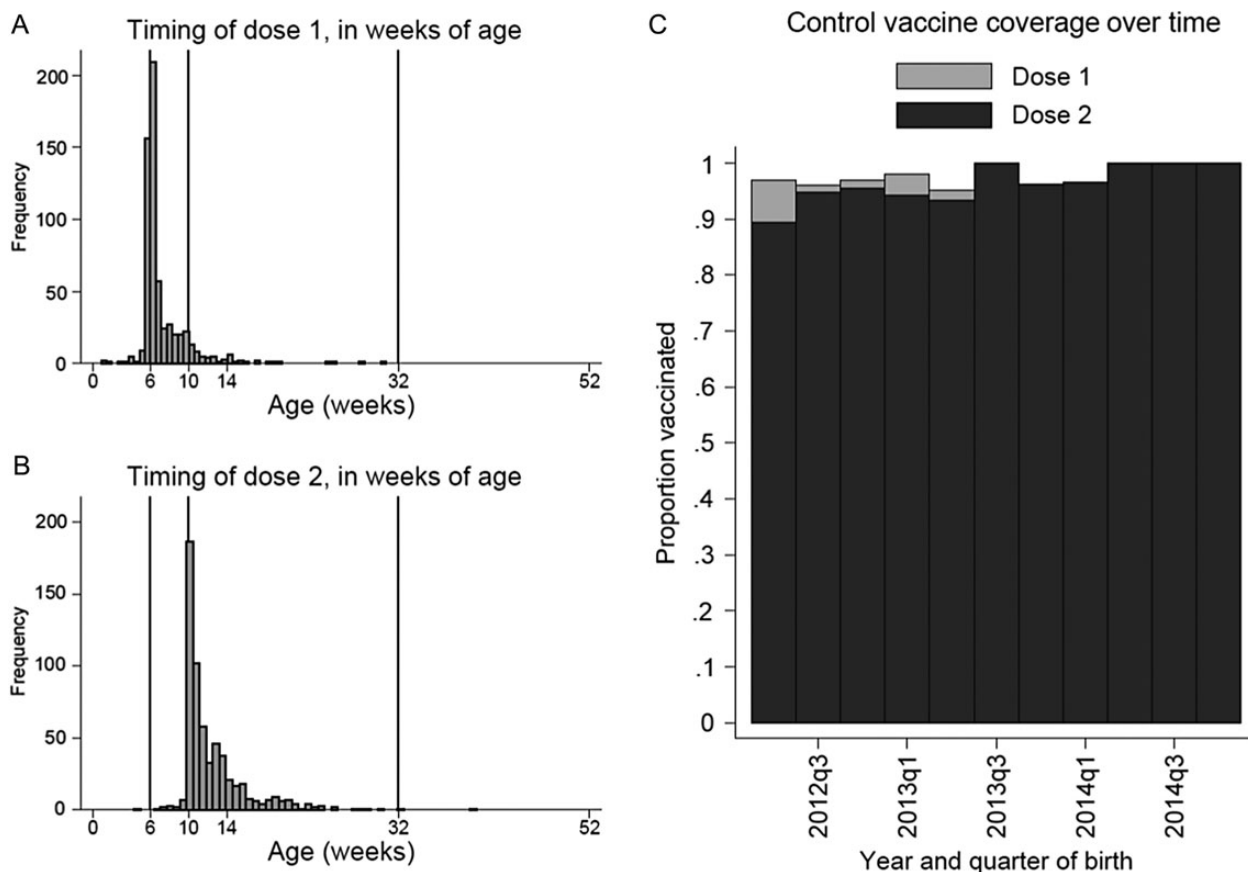 A
Timing of dose 1, in weeks of age
Frequency
200
150
100
50
0
0 6 10 14 32 52
Age (weeks)
B
Timing of dose 2, in weeks of age
Frequency
200
150
100
50
0
0 6 10 14 32 52
Age (weeks)
C
Control vaccine coverage over time
Dose 1
Dose 2
Proportion vaccinated
1
.9
.8
.7
.6
.5
.4
.3
.2
.1
0
2012q3 2013q1 2013q3 2014q1 2014q3
Year and quarter of birth